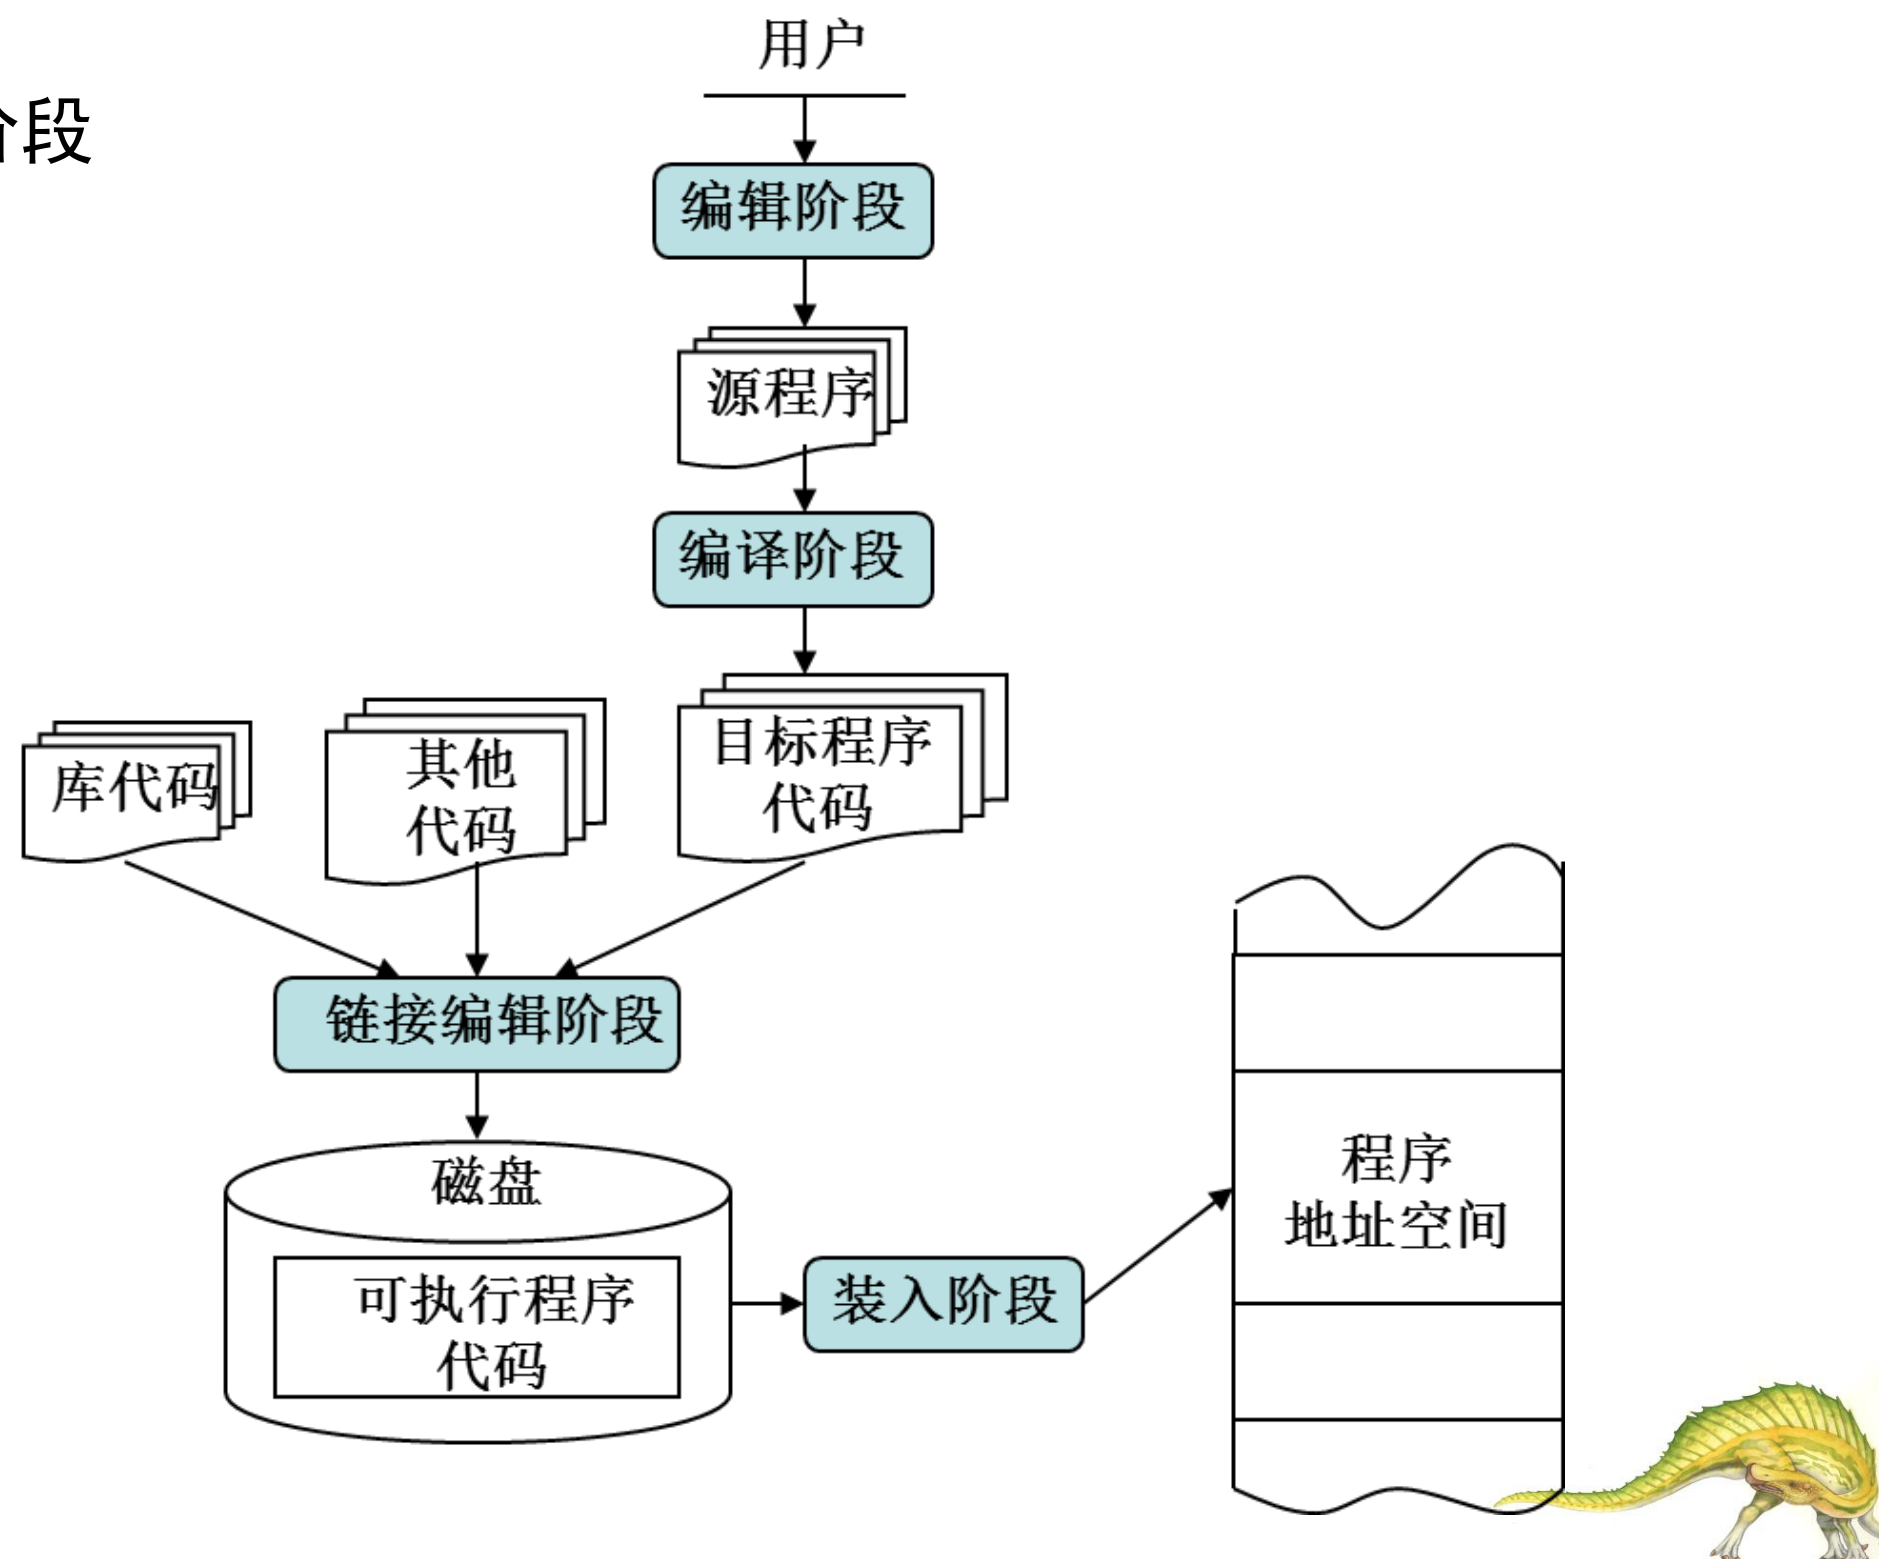 用户
阶段
编辑阶段
源程序
编译阶段
目标程序
代码
其他
代码
库代码
链接编辑阶段
磁盘
可执行程序
代码
装入阶段
程序
地址空间